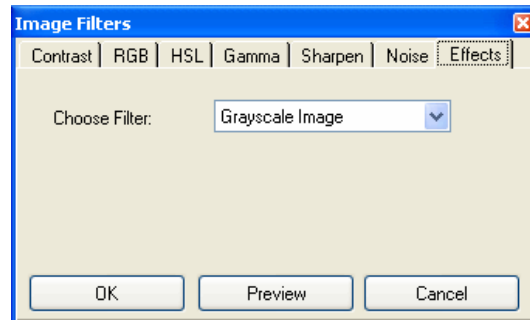 Image Filters
Contrast RGB HSL Gamma Sharpen Noise Effects
Choose Filter: Grayscale Image
OK Preview Cancel